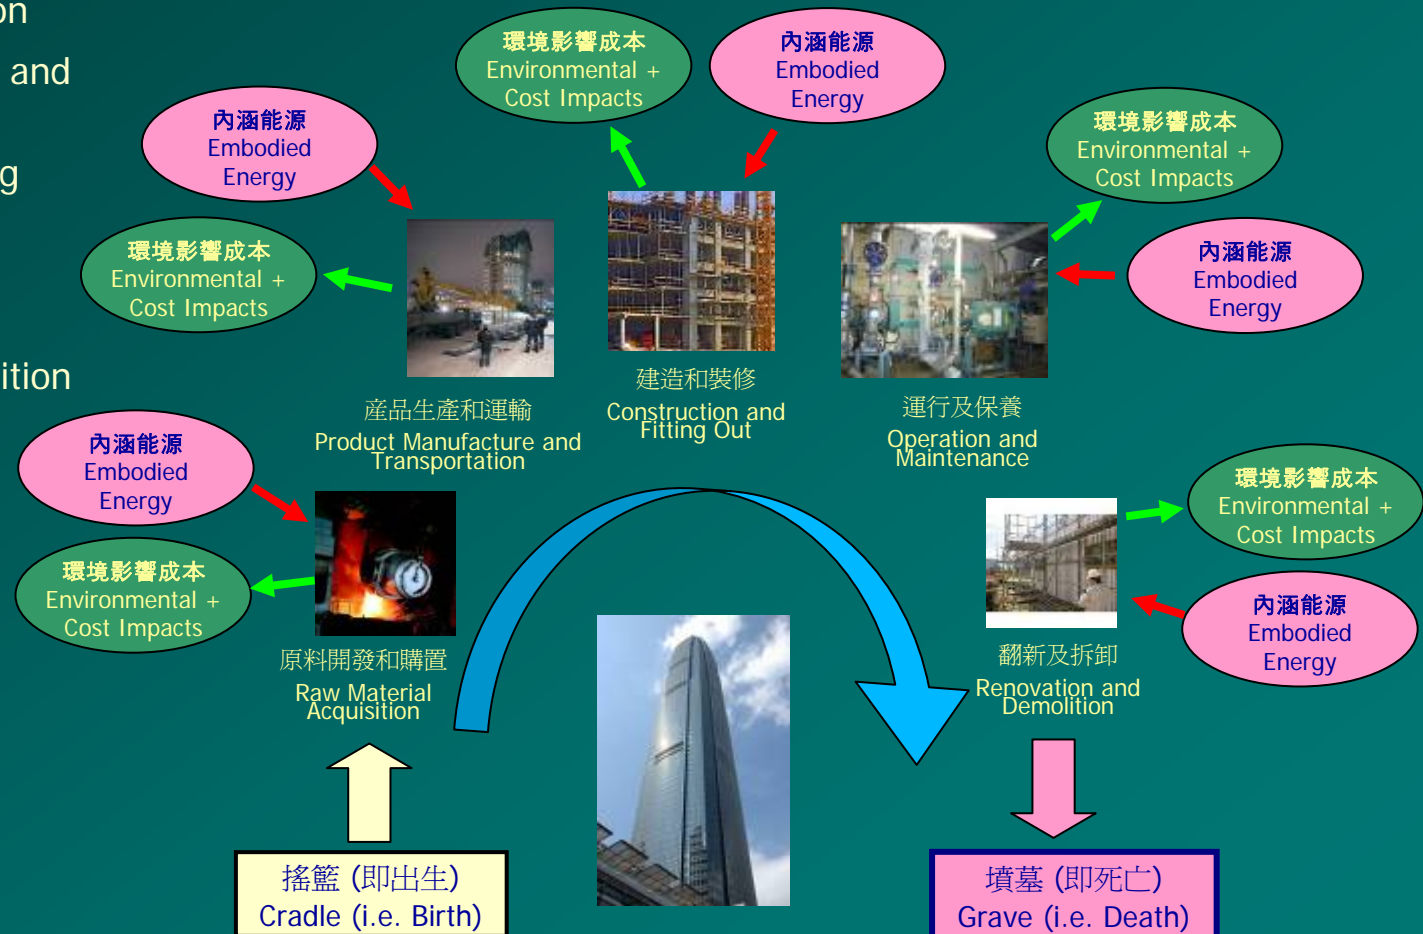 on
and
g
ition
環境影響成本
Environmental +
Cost Impacts
內涵能源
Embodied
Energy
內涵能源
Embodied
Energy
環境影響成本
Environmental +
Cost Impacts
環境影響成本
Environmental +
Cost Impacts
內涵能源
Embodied
Energy
産品生產和運輸
Product Manufacture and
Transportation
建造和裝修
Construction and
Fitting Out
運行及保養
Operation and
Maintenance
內涵能源
Embodied
Energy
環境影響成本
Environmental +
Cost Impacts
原料開發和購置
Raw Material
Acquisition
環境影響成本
Environmental +
Cost Impacts
內涵能源
Embodied
Energy
翻新及拆卸
Renovation and
Demolition
搖籃 (即出生)
Cradle (i.e. Birth)
墳墓 (即死亡)
Grave (i.e. Death)